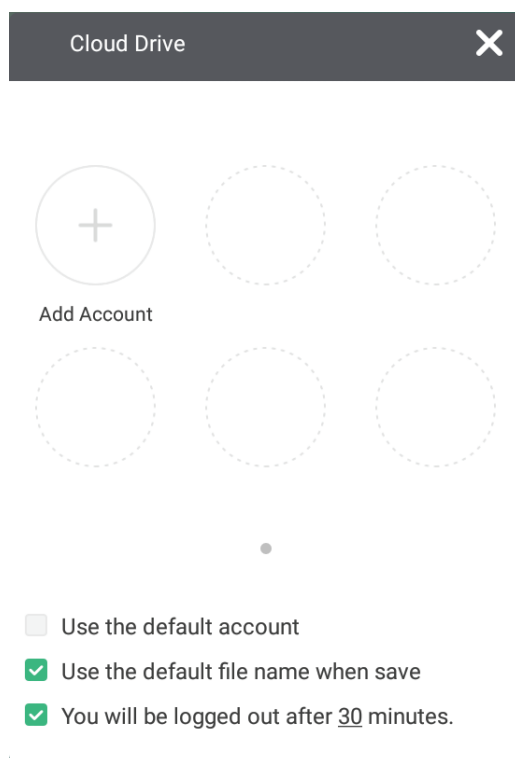 Cloud Drive
Add Account
Use the default account
Use the default file name when save
You will be logged out after 30 minutes.